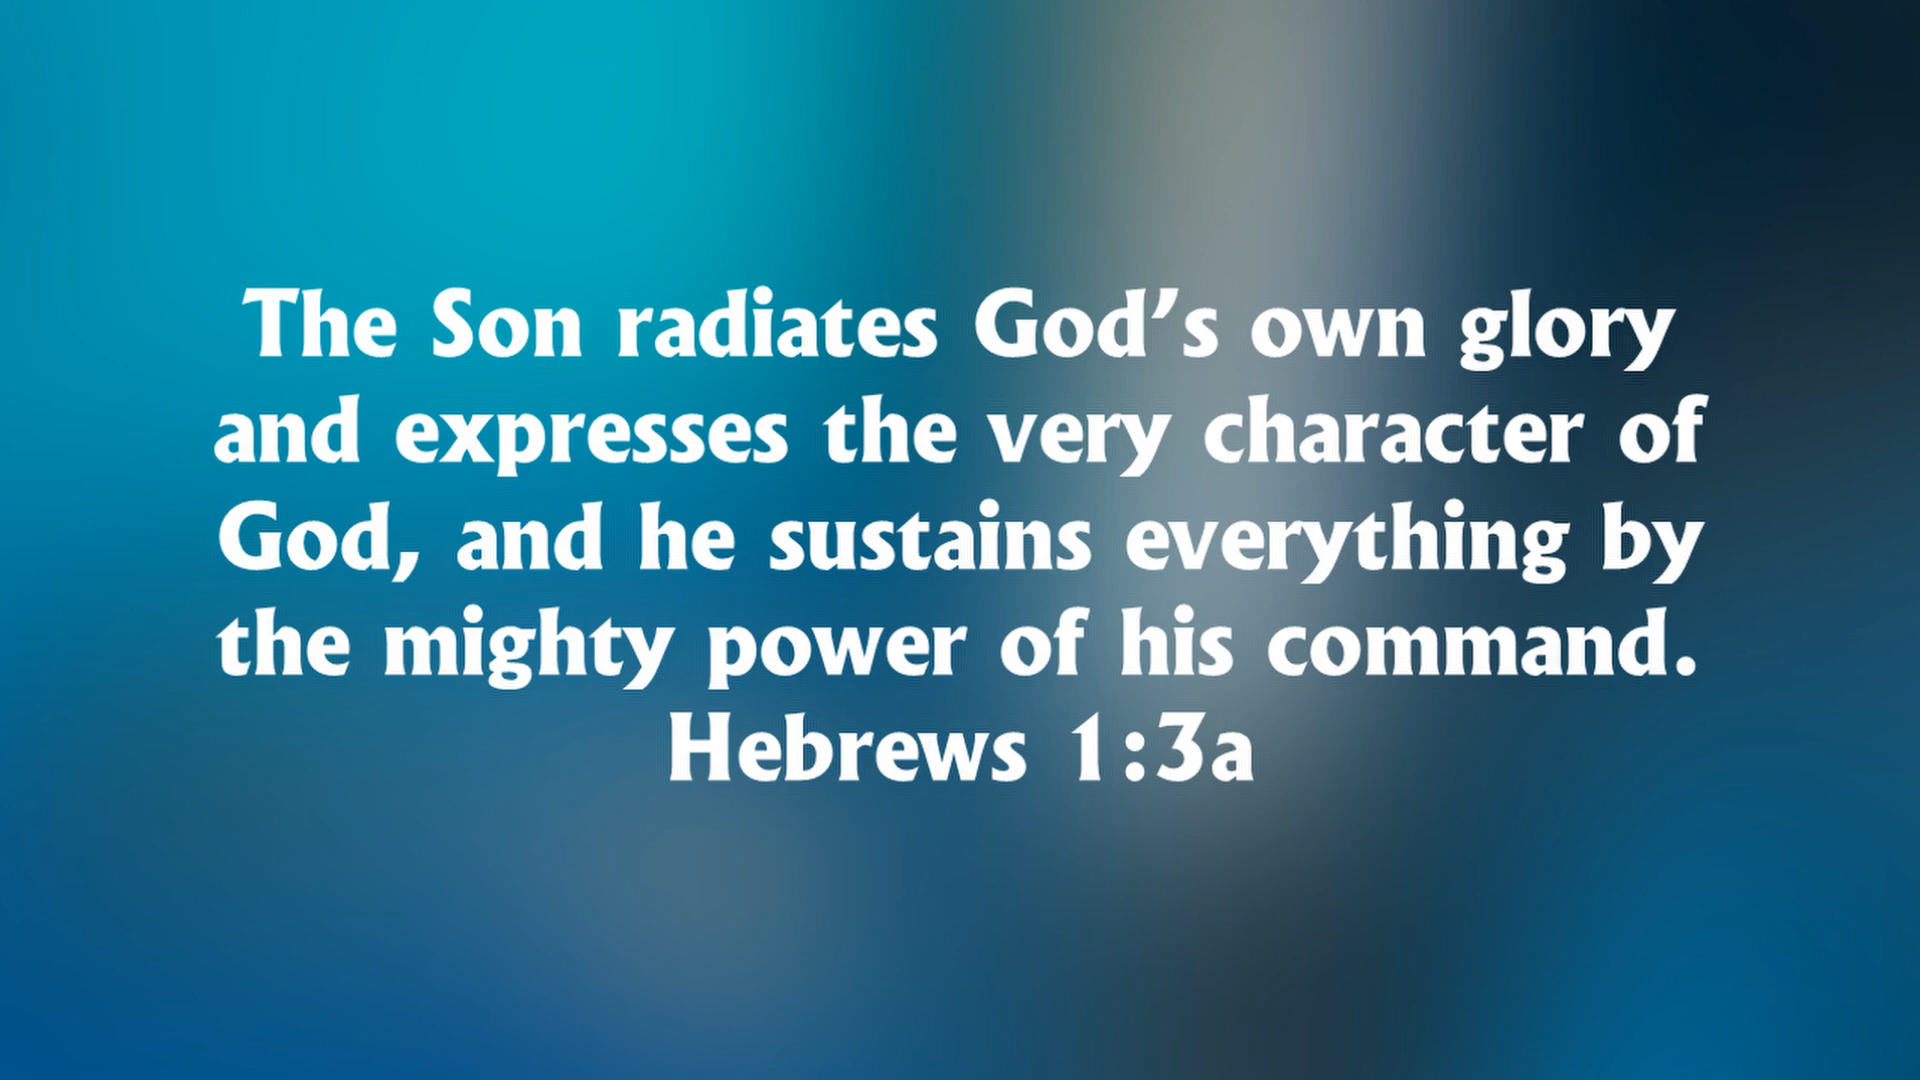 The Son radiates God’s own glory
and expresses the very character of
God, and he sustains everything by
the mighty power of his command.
Hebrews 1:3a